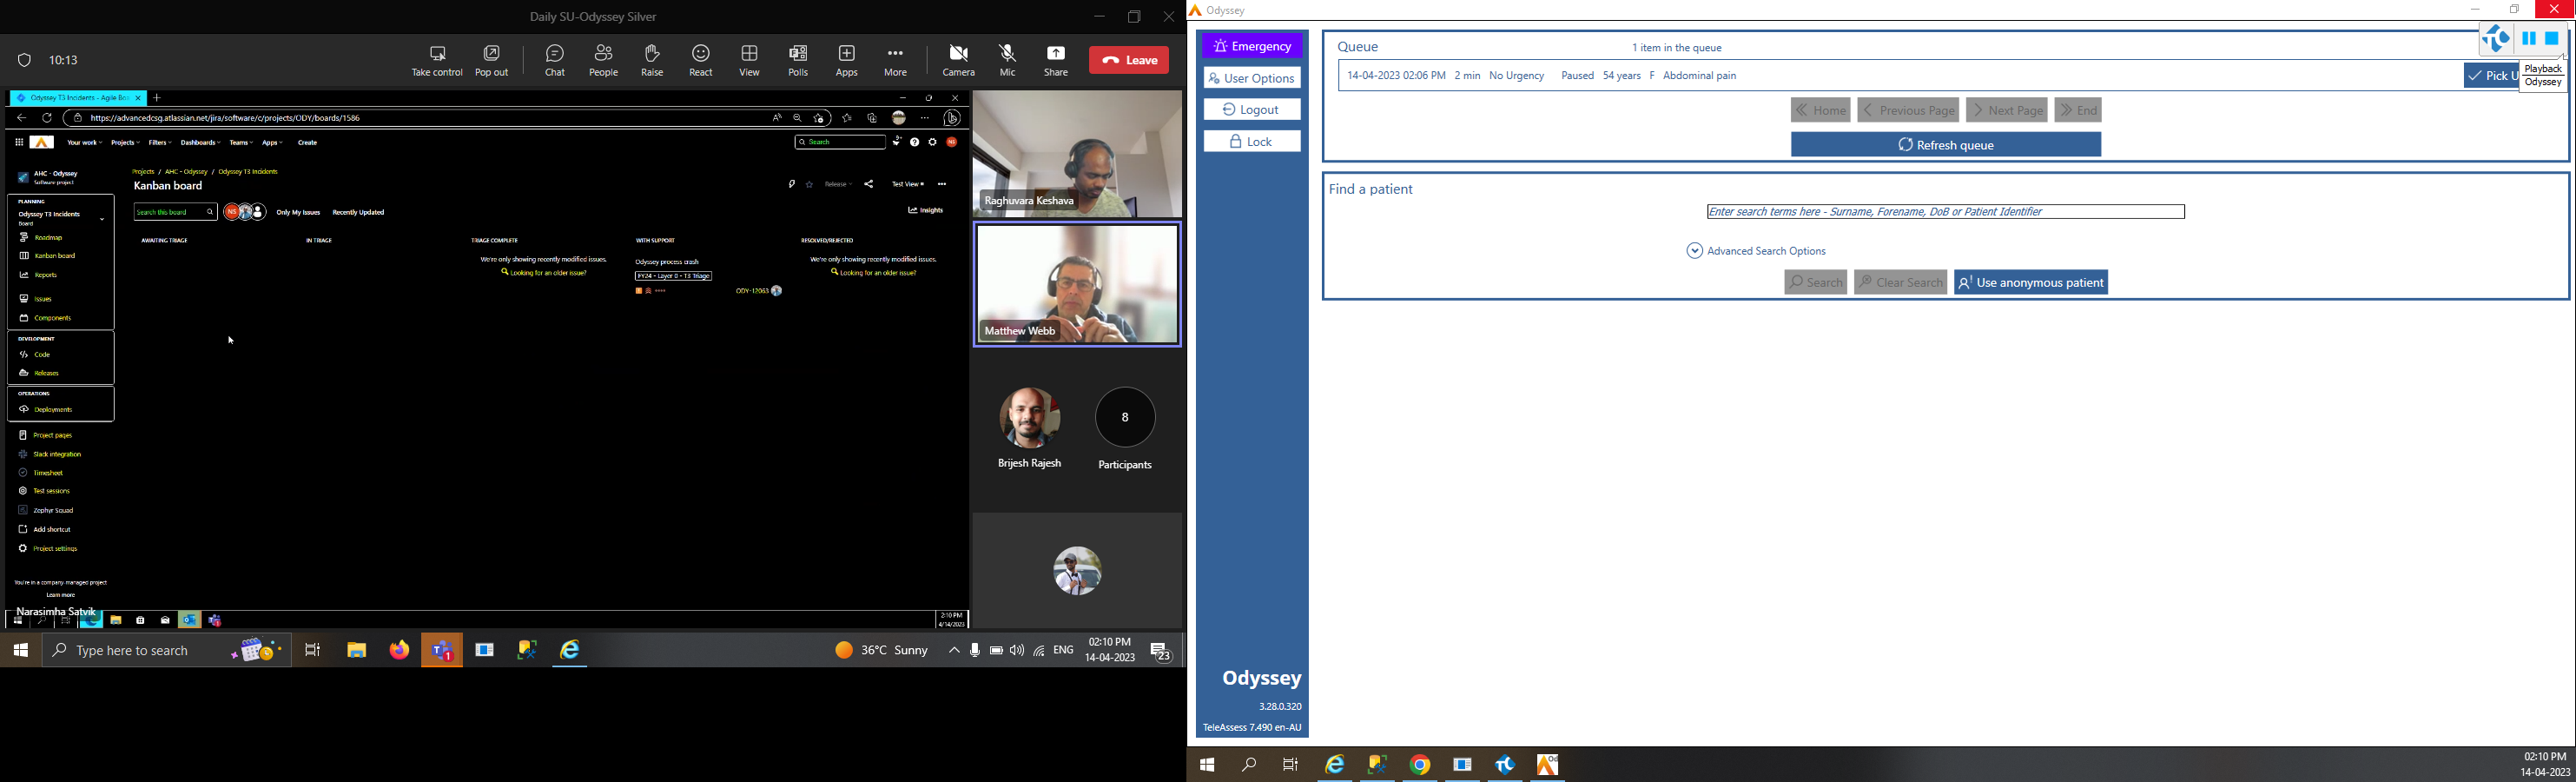 Daily SU-Odyssey Silver
10:13
Take control
Pop out
Chat
People
Raise
React
View
Polls
Apps
More
Camera
Mic
Share
Leave
Odyssey T3 Incidents - Agile Bo
https://advancedcsg.atlassian.net/jira/software/c/projects/ODY/boards/1586
Your work
Projects
Filters
Dashboards
Teams
Apps
Create
Search
NS
AHC - Odyssey
Software project
Projects / AHC - Odyssey / Odyssey T3 Incidents
Kanban board
Release
Test View
PLANNING
Odyssey T3 Incidents
Board
Search this board
NS
Only My Issues
Recently Updated
Insights
Roadmap
Kanban board
Reports
Issues
Components
DEVELOPMENT
Code
Releases
OPERATIONS
Deployments
Project pages
Slack integration
Timesheet
Test sessions
Zephyr Squad
Add shortcut
Project settings
You're in a company-managed project
Learn more
Narasimha Satvik
AWAITING TRIAGE
IN TRIAGE
TRIAGE COMPLETE
We're only showing recently modified issues.
Looking for an older issue?
WITH SUPPORT
Odyssey process crash
FY24 - Layer 0 - T3 Triage
ODY-12063
RESOLVED/REJECTED
We're only showing recently modified issues.
Looking for an older issue?
2:10 PM
4/14/2023
Raghuvara Keshava
Matthew Webb
Brijesh Rajesh
8
Participants
Type here to search
1
36°C Sunny
ENG
02:10 PM
14-04-2023
23
Odyssey
Emergency
User Options
Logout
Lock
Odyssey
3.28.0.320
TeleAssess 7.490 en-AU
Queue
1 item in the queue
14-04-2023 02:06 PM 2 min No Urgency Paused 54 years F Abdominal pain
Pick U
Playback
Odyssey
Home
Previous Page
Next Page
End
Refresh queue
Find a patient
Enter search terms here - Surname, Forename, DoB or Patient Identifier
Advanced Search Options
Search
Clear Search
Use anonymous patient
02:10 PM
14-04-2023